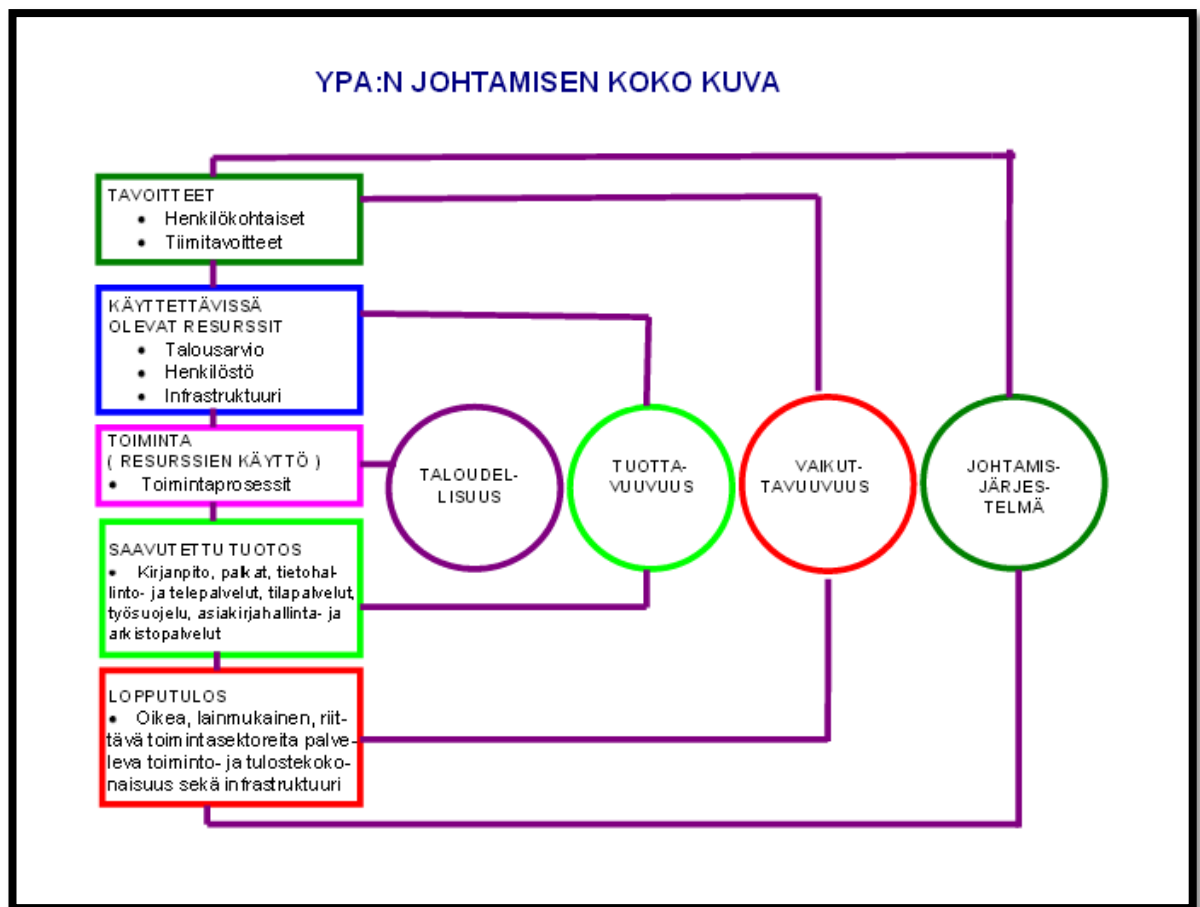 YPA:N JOHTAMISEN KOKO KUVA
TAVOITTEET
• Henkilökohtaiset
• Tiimitavoitteet
KÄYTTETTÄVISSÄ
OLEVAT RESURSSIT
• Talousarvio
• Henkilöstö
• Infrastruktuuri
TOIMINTA
( RESURSSIEN KÄYTTÖ )
• Toimintaprosessit
SAAVUTETTU TUOTOS
• Kirjanpito, palkat, tietohal-
linto- ja telepalvelut, tilapalvelut,
työsuojelu, asiakirjahallinta- ja
arkistopalvelut
LOPPUTULOS
• Oikea, lainmukainen, riit-
tävä toimintasektoreita palve-
leva toiminto- ja tulostekoko-
naisuus sekä infrastruktuuri
TALOUDEL-
LISUUS
TUOTTA-
VUUVUUS
VAIKUT-
TAVUUVUUS
JOHTAMIS-
JÄRJES-
TELMÄ